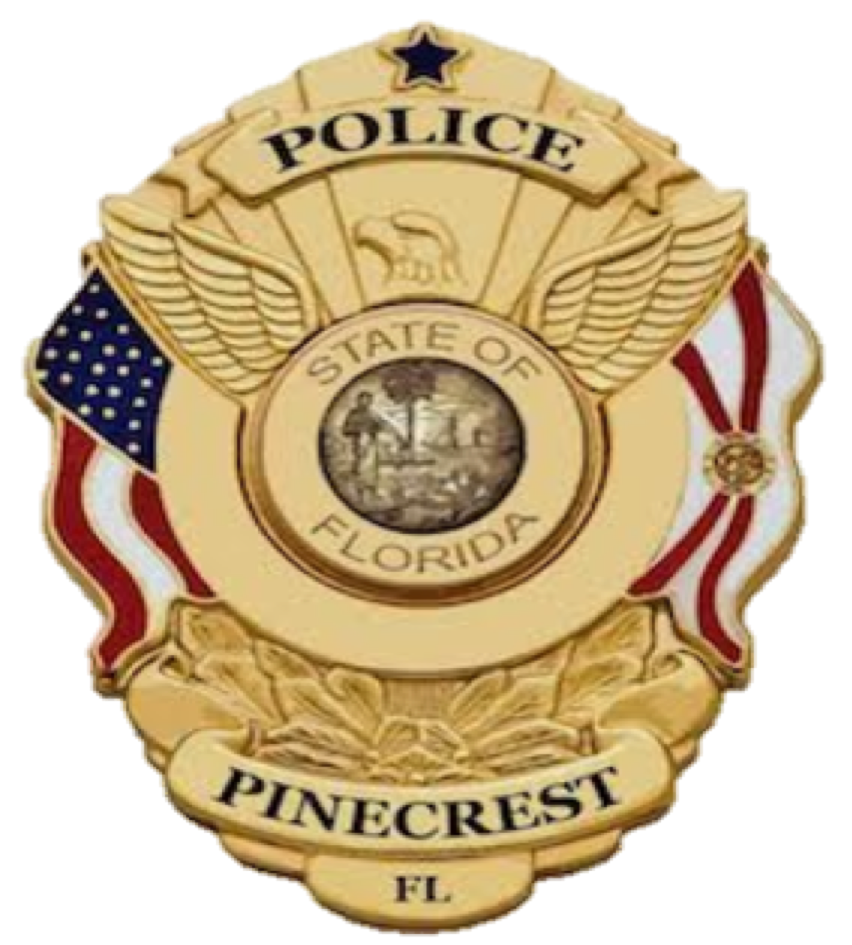 POLICE
STATE OF
FLORIDA
PINECREST
FL